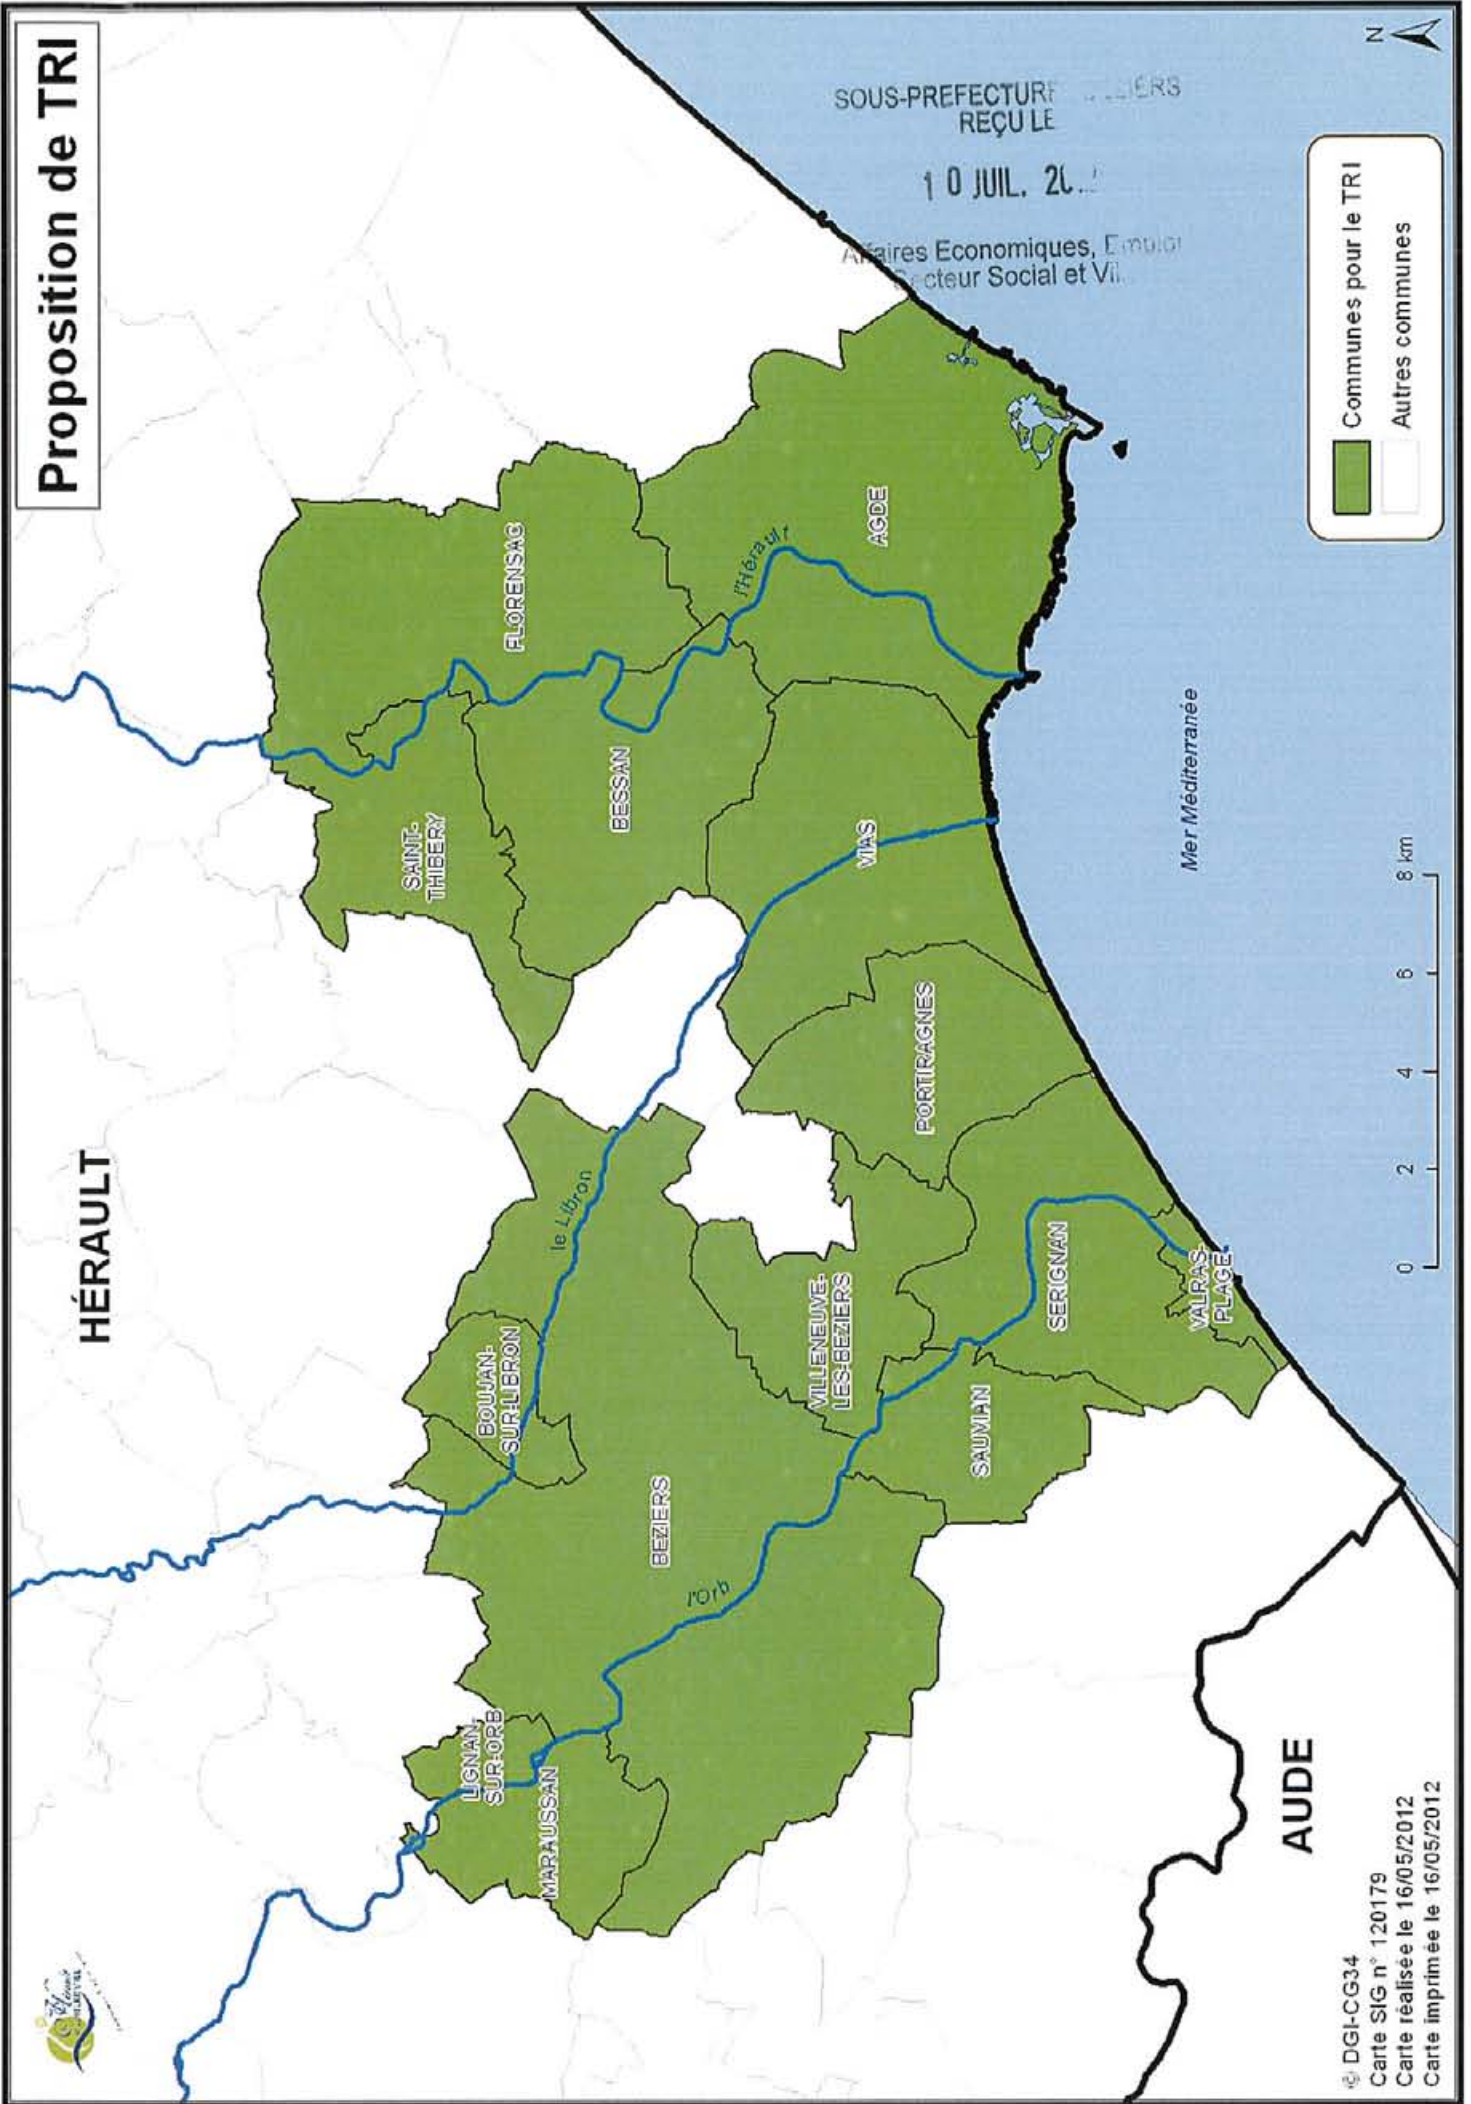 Proposition de TRI
HÉRAULT
SOUS-PREFECTURE
REÇU LE
10 JUIL.
Affaires Economiques, Emploi
Secteur Social et
FLORENSAC
SAINT-
THIBERY
BESSAN
l'Hérault
AGDE
VIAS
PORTIRAGNES
le Libron
BOUJAN-
SUR-LIBRON
BEZIERS
VILLENEUVE-
LES-BEZIERS
SERIGNAN
VALRAS-
PLAGE
SAUVIAN
l'Orb
LIGNAN-
SUR-ORB
MARAUSSAN
Mer Méditerranée
AUDE
N
Communes pour le TRI
Autres communes
0 2 4 6 8 km
© DGI-CG34
Carte SIG n° 120179
Carte réalisée le 16/05/2012
Carte imprimée le 16/05/2012